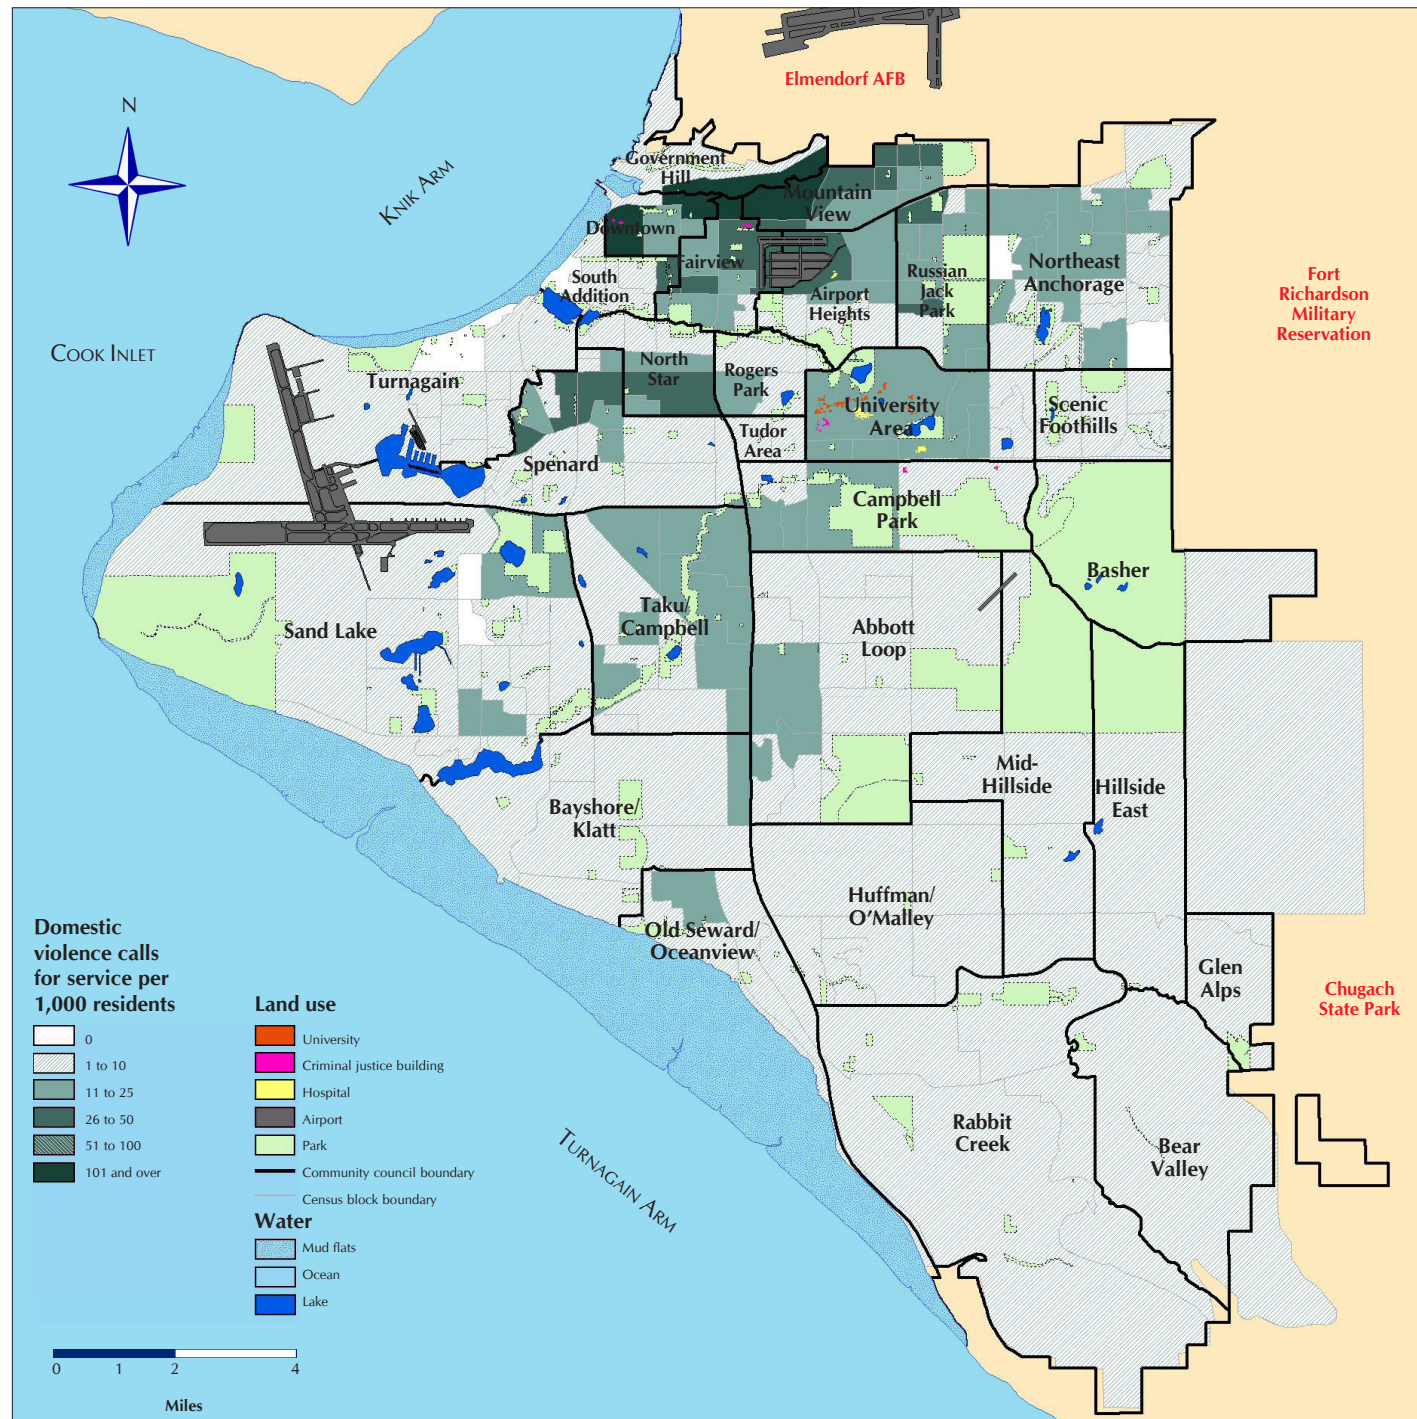 Elmendorf AFB
N
KNIK ARM
Government
Hill
Mountain
View
Downtown
Fairview
South
Addition
Airport
Heights
Russian
Jack
Park
Northeast
Anchorage
Fort
Richardson
Military
Reservation
COOK INLET
Turnagain
North
Star
Rogers
Park
University
Area
Scenic
Foothills
Tudor
Area
Spenard
Campbell
Park
Basher
Sand Lake
Taku/
Campbell
Abbott
Loop
Mid-
Hillside
Hillside
East
Bayshore/
Klatt
Huffman/
O'Malley
Old Seward/
Oceanview
Glen
Alps
Chugach
State Park
Rabbit
Creek
Bear
Valley
TURNAGAIN ARM
Domestic
violence calls
for service per
1,000 residents
0
1 to 10
11 to 25
26 to 50
51 to 100
101 and over
Land use
University
Criminal justice building
Hospital
Airport
Park
Community council boundary
Census block boundary
Water
Mud flats
Ocean
Lake
0 1 2 4
Miles